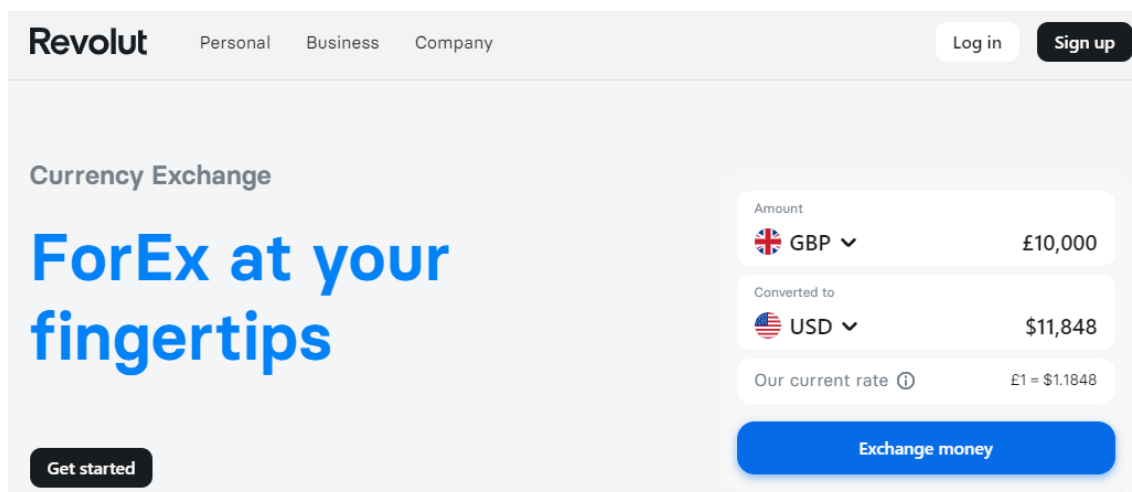 Revolut Personal Business Company Log in Sign up
Currency Exchange
ForEx at your
fingertips
Get started
Amount
GBP £10,000
Converted to
USD $11,848
Our current rate £1 = $1.1848
Exchange money